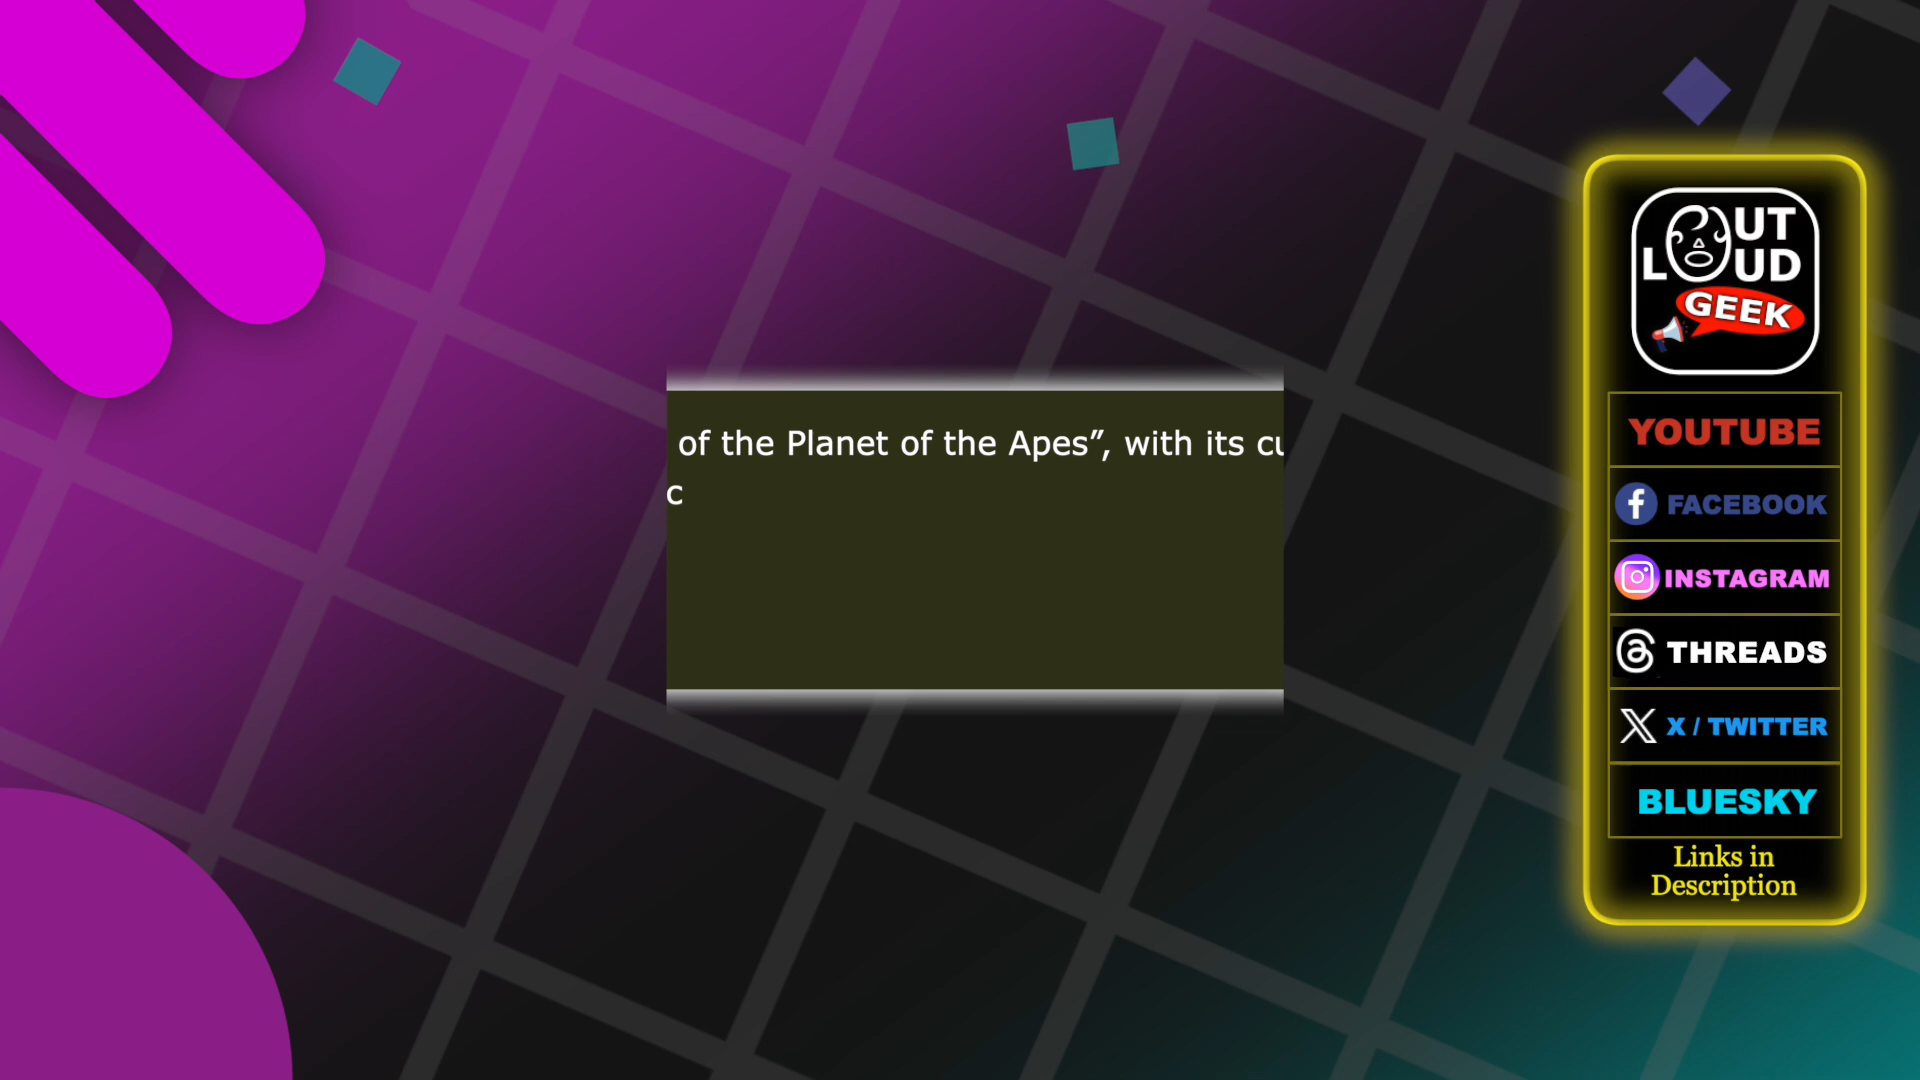 of the Planet of the Apes”, with its cu
c
OUT
LOUD
GEEK
YOUTUBE
FACEBOOK
INSTAGRAM
THREADS
X / TWITTER
BLUESKY
Links in
Description